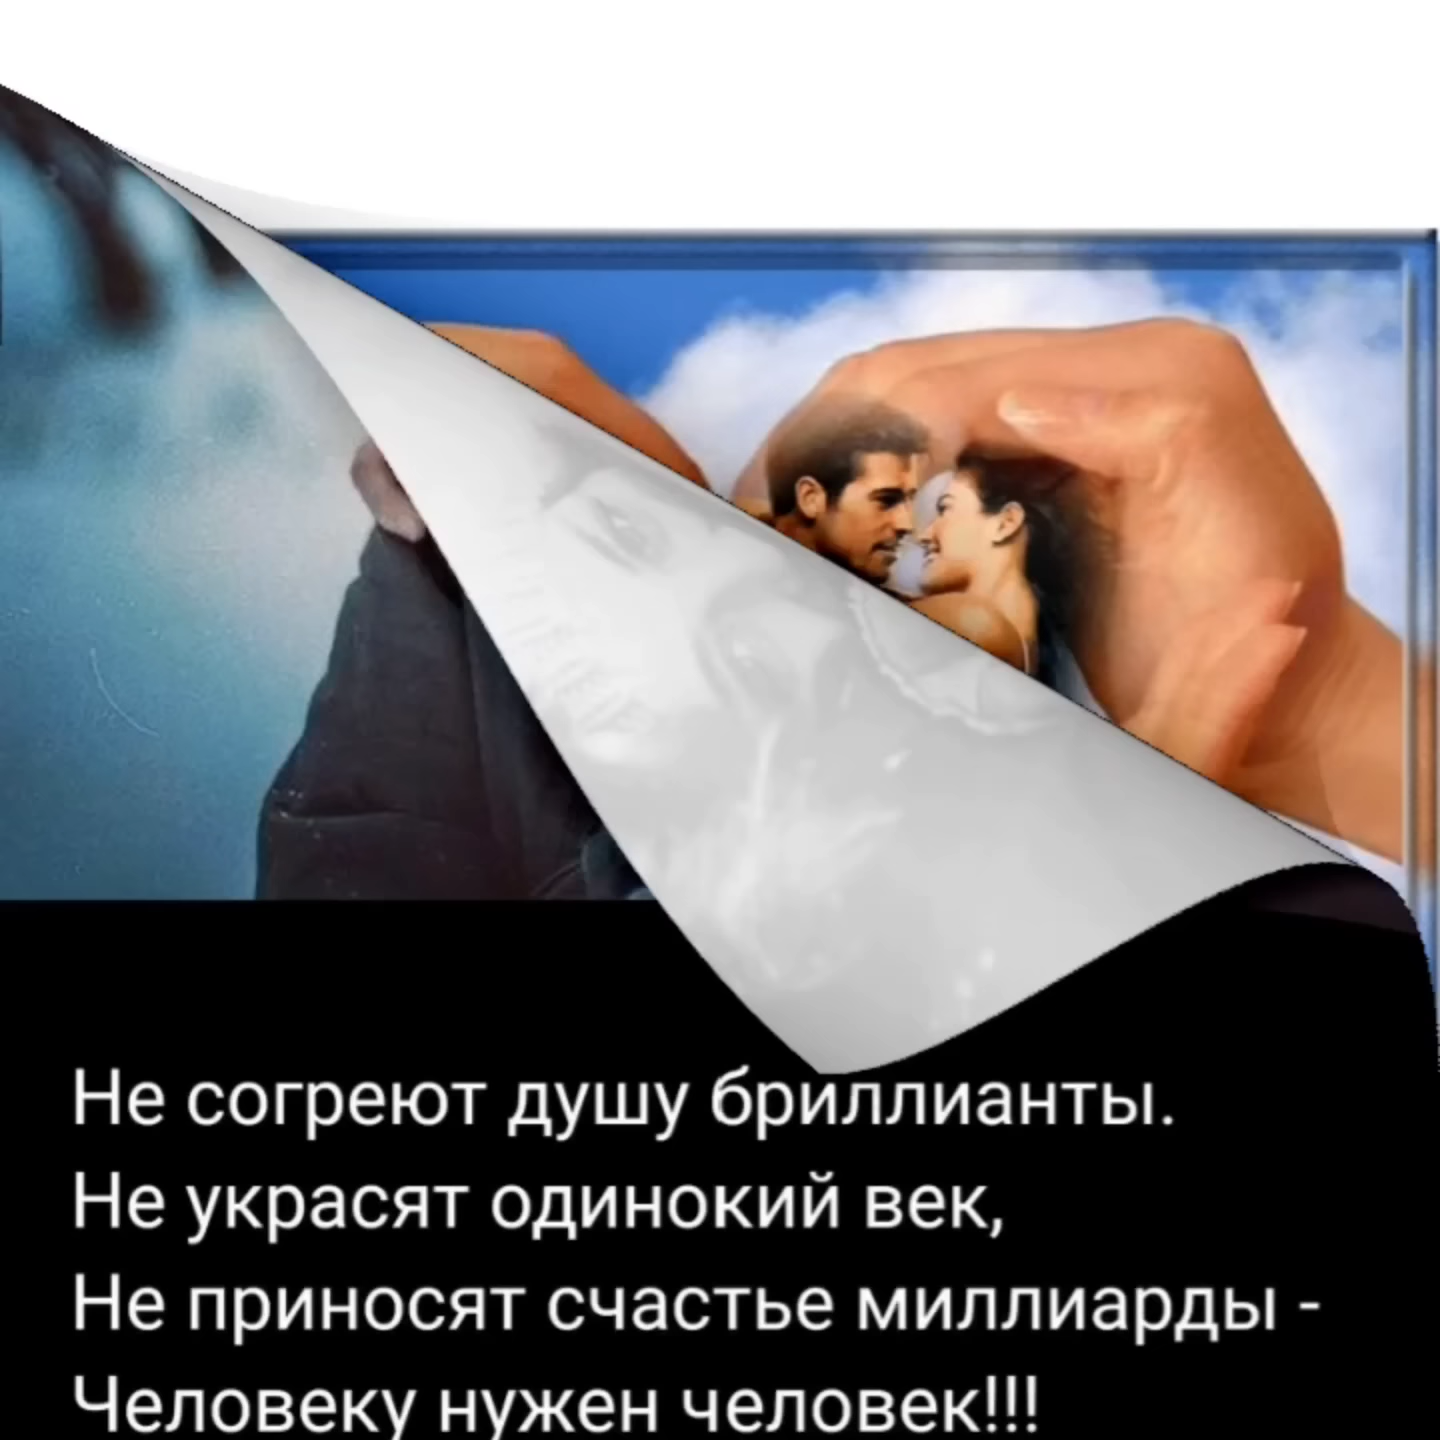 Не согреют душу бриллианты.
Не украсят одинокий век,
Не приносят счастье миллиарды -
Человеку нужен человек!!!